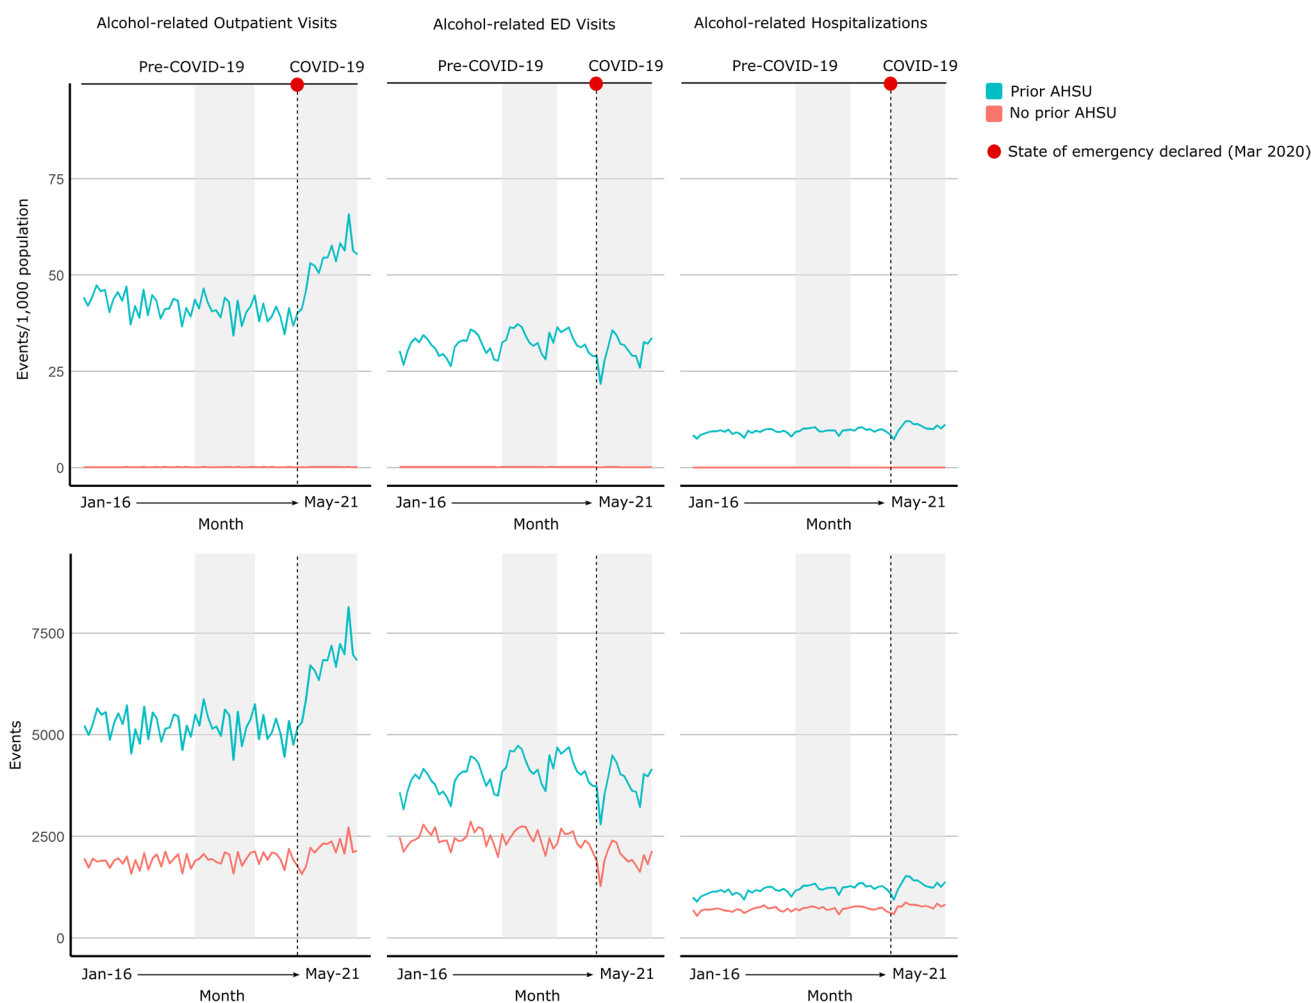 Alcohol-related Outpatient Visits
Alcohol-related ED Visits
Alcohol-related Hospitalizations
Pre-COVID-19
COVID-19
Pre-COVID-19
COVID-19
Pre-COVID-19
COVID-19
Prior AHSU
No prior AHSU
State of emergency declared (Mar 2020)
Events/1,000 population
75
50
25
0
Jan-16
May-21
Jan-16
May-21
Jan-16
May-21
Month
Month
Month
Events
7500
5000
2500
0
Jan-16
May-21
Jan-16
May-21
Jan-16
May-21
Month
Month
Month